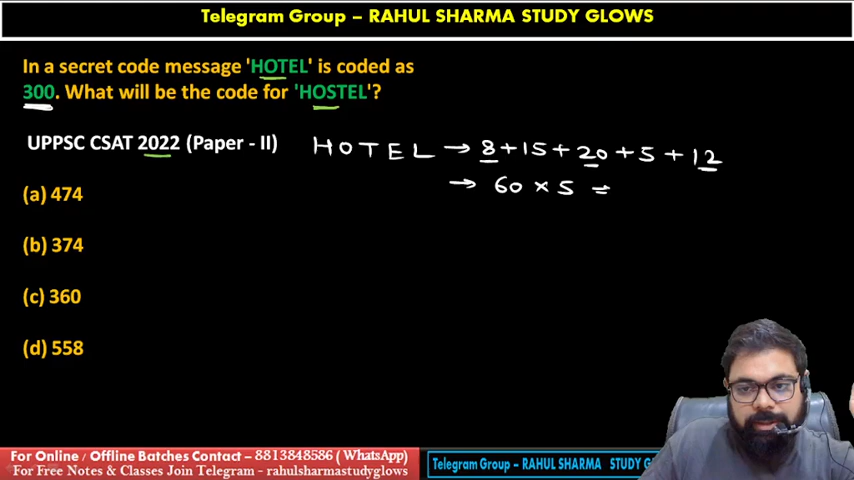 Telegram Group – RAHUL SHARMA STUDY GLOWS
In a secret code message 'HOTEL' is coded as
300. What will be the code for 'HOSTEL'?
UPPSC CSAT 2022 (Paper - II)
HOTEL → 8+15+20+5+12
→ 60×5 =
(a) 474
(b) 374
(c) 360
(d) 558
For Online / Offline Batches Contact – 8813848586 ( WhatsApp)
For Free Notes & Classes Join Telegram - rahulsharmastudyglows
Telegram Group – RAHUL SHARMA STUDY